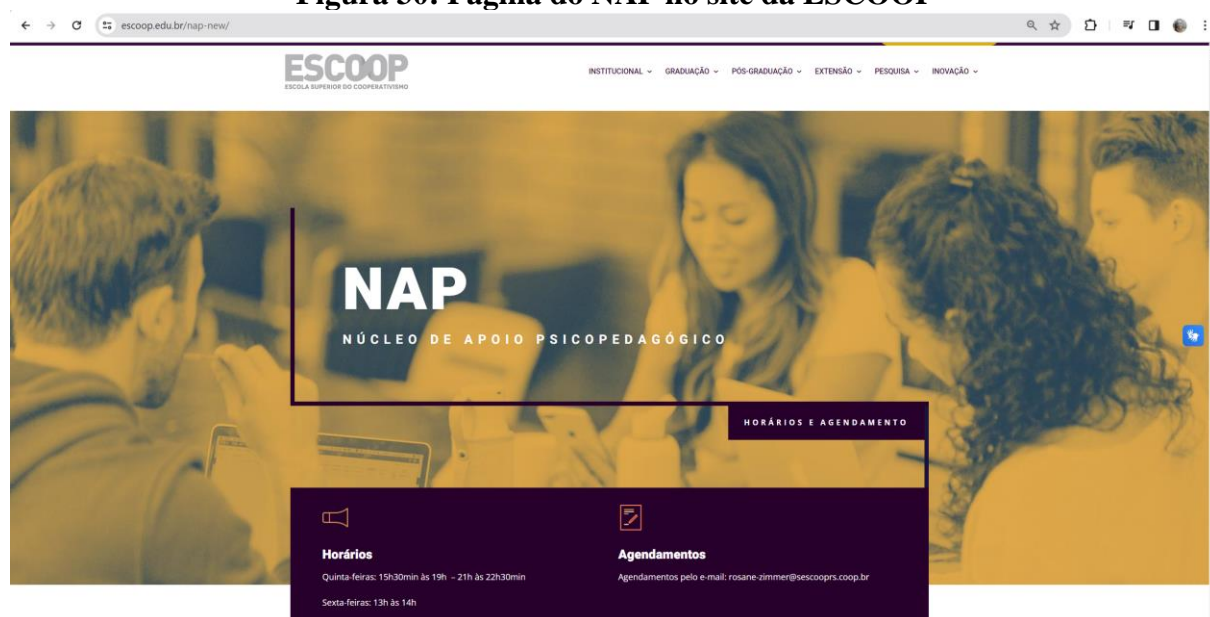 Figura 50: Página do NAP no site da ESCOOP
escoop.edu.br/nap-new/
ESCOOP
ESCOLA SUPERIOR DO COOPERATIVISMO
INSTITUCIONAL GRADUAÇÃO PÓS-GRADUAÇÃO EXTENSÃO PESQUISA INOVAÇÃO
NAP
NÚCLEO DE APOIO PSICOPEDAGÓGICO
HORÁRIOS E AGENDAMENTO
Horários
Quinta-feiras: 15h30min às 19h – 21h às 22h30min
Sexta-feiras: 13h às 14h
Agendamentos
Agendamentos pelo e-mail: rosane-zimmer@sescooprs.coop.br